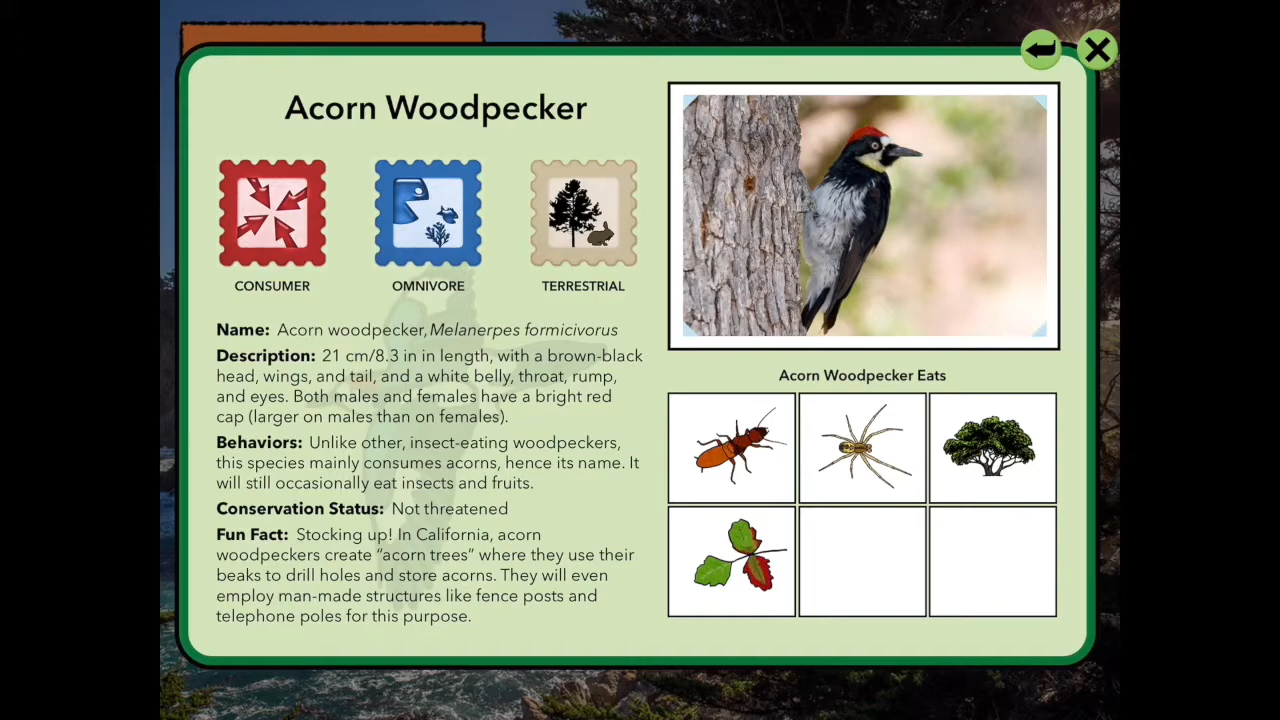 Acorn Woodpecker
CONSUMER
OMNIVORE
TERRESTRIAL
Name: Acorn woodpecker, Melanerpes formicivorus
Description: 21 cm/8.3 in in length, with a brown-black
head, wings, and tail, and a white belly, throat, rump,
and eyes. Both males and females have a bright red
cap (larger on males than on females).
Behaviors: Unlike other, insect-eating woodpeckers,
this species mainly consumes acorns, hence its name. It
will still occasionally eat insects and fruits.
Conservation Status: Not threatened
Fun Fact: Stocking up! In California, acorn
woodpeckers create “acorn trees” where they use their
beaks to drill holes and store acorns. They will even
employ man-made structures like fence posts and
telephone poles for this purpose.
Acorn Woodpecker Eats